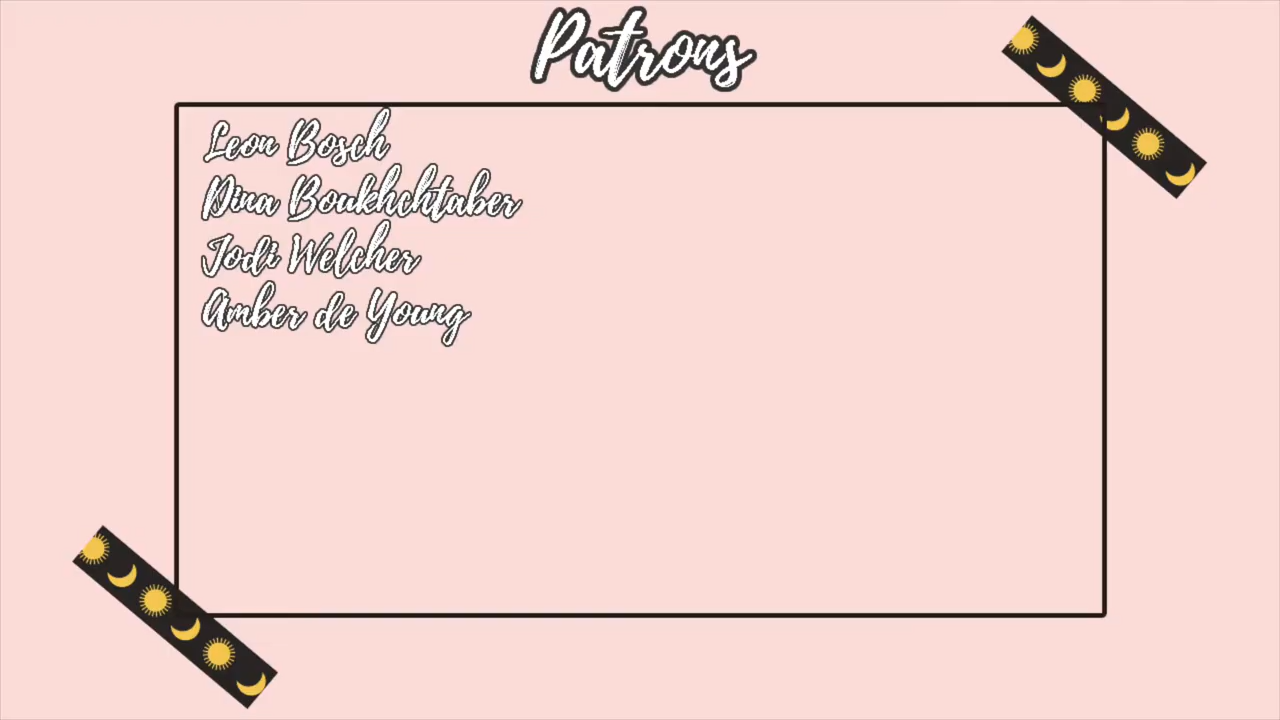 Patrons
Leon Bosch
Dina Boukhchtaber
Jodi Welcher
Amber de Young